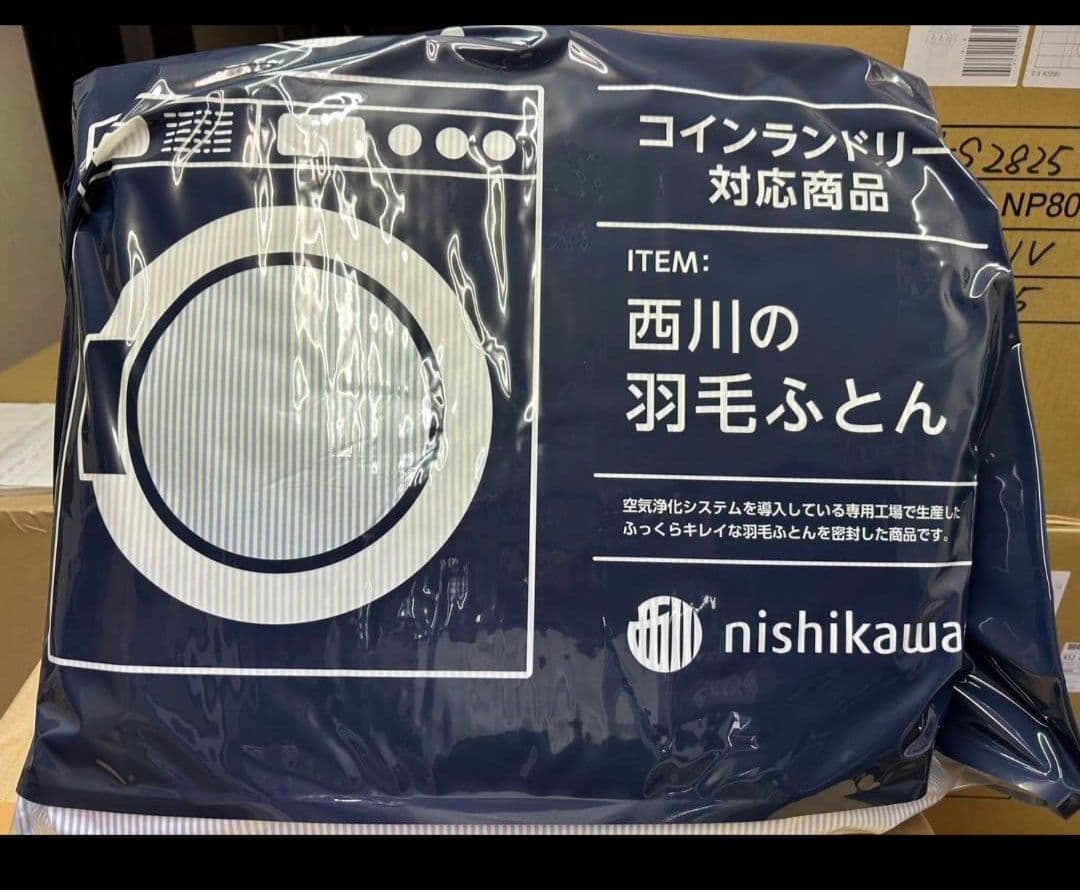 コインランドリー
対応商品
ITEM:
西川の
羽毛ふとん
空気浄化システムを導入している専用工場で生産した
ふっくらキレイな羽毛ふとんを密封した商品です。
nishikawa
S2825
NP80